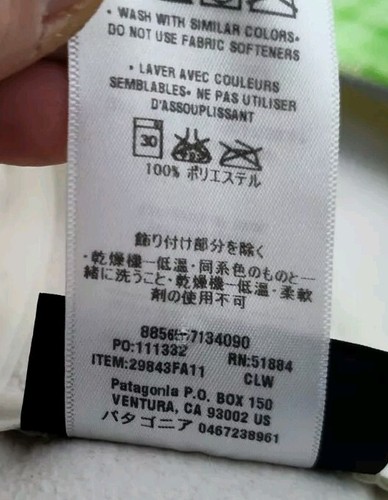 • WASH WITH SIMILAR COLORS•
DO NOT USE FABRIC SOFTENERS
• LAVER AVEC COULEURS
SEMBLABLES• NE PAS UTILISER
D'ASSOUPLISSANT
30
100% ポリエステル
飾り付け部分を除く
・乾燥機一低温・同系色のものと一
緒に洗うこと・乾燥機一低温・柔軟
剤の使用不可
7134090
PO:111332 RN:51884
ITEM:29843FA11 CLW
Patagonia P.O. BOX 150
VENTURA, CA 93002 US
パタゴニア 0467238961